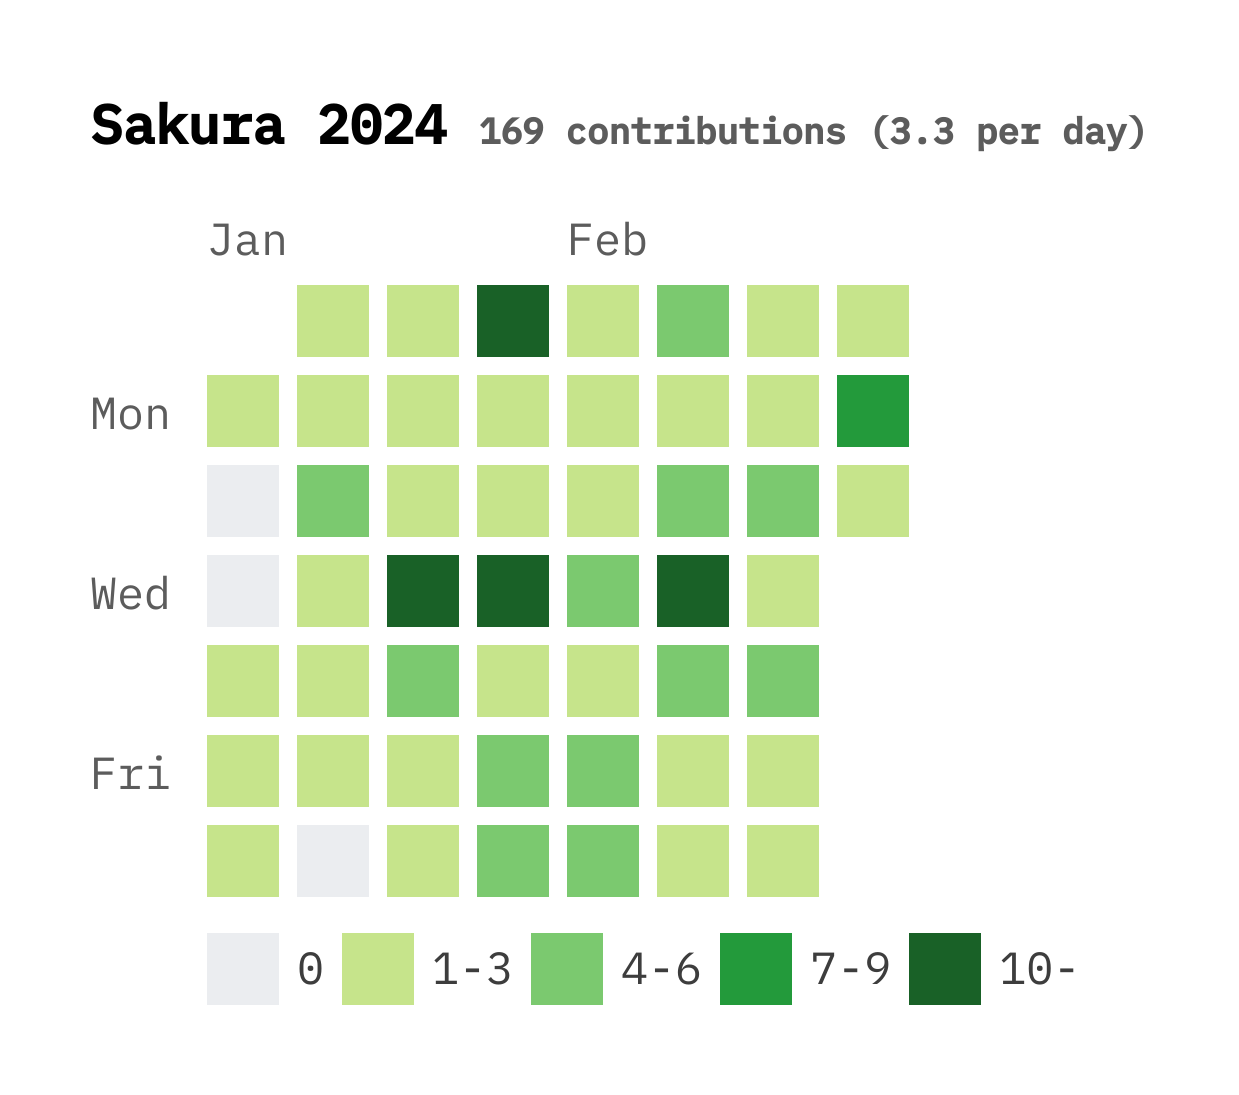 Sakura 2024 169 contributions (3.3 per day)
Jan Feb
Mon
Wed
Fri
0 1-3 4-6 7-9 10-